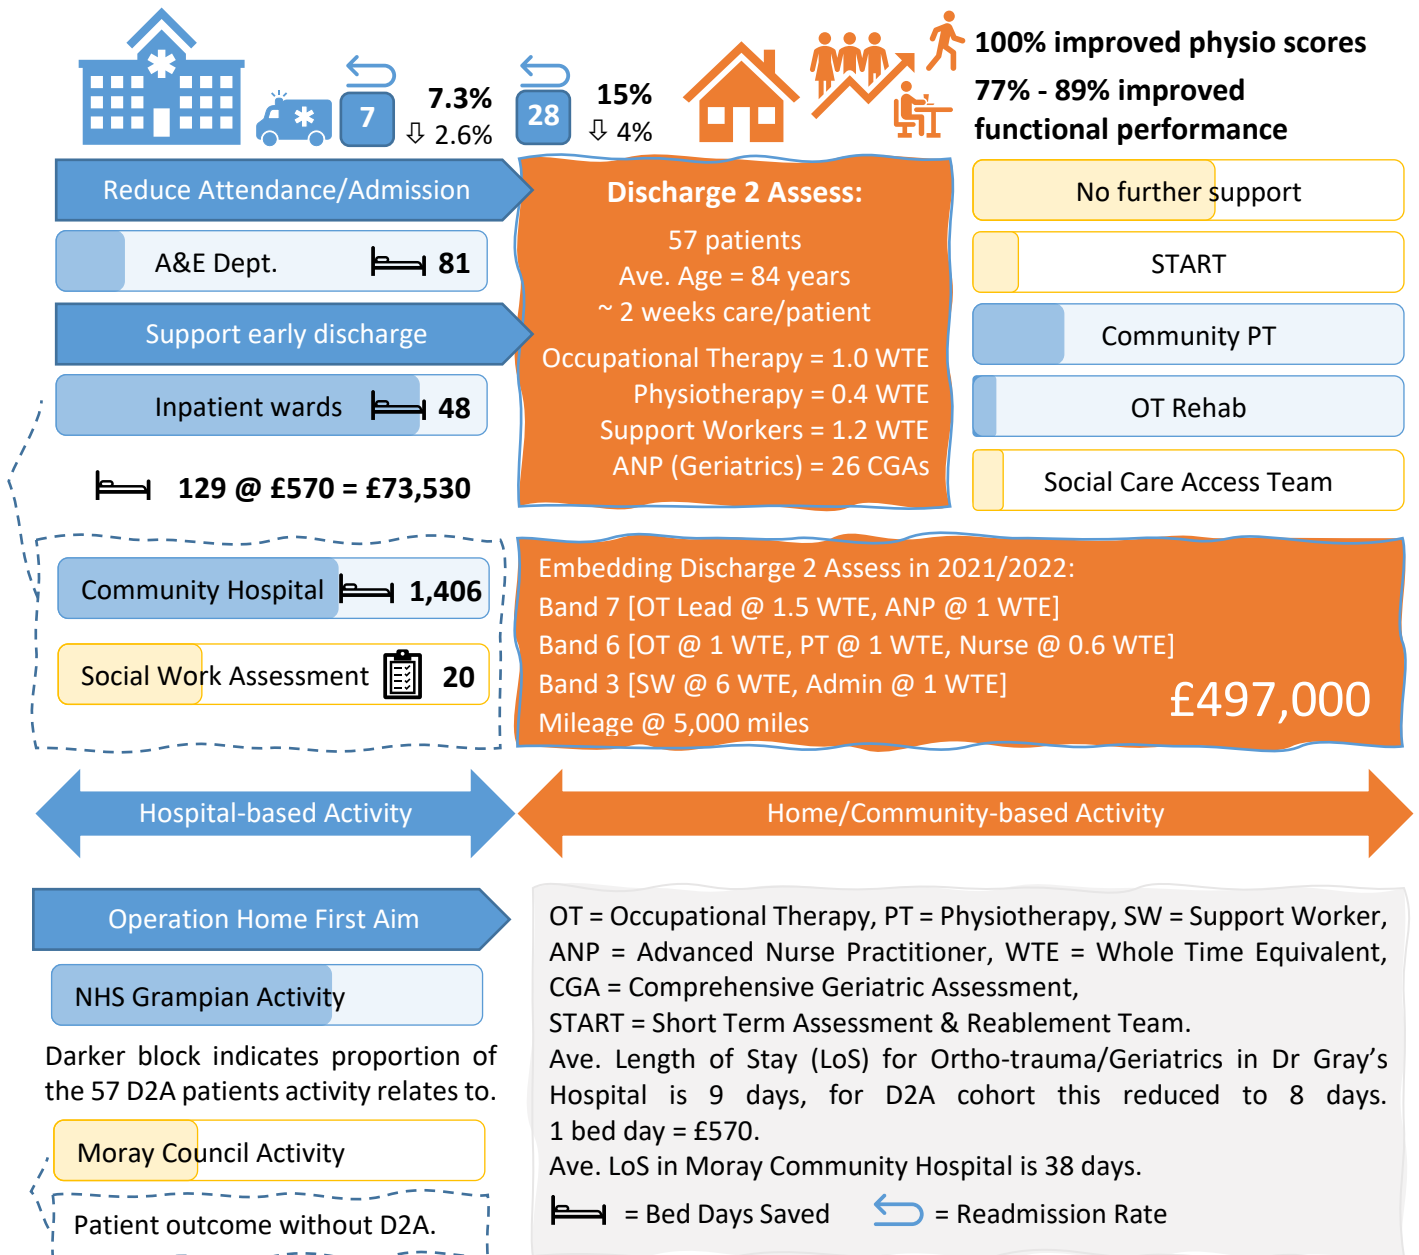 7
7.3%
⇩ 2.6%
28
15%
⇩ 4%
100% improved physio scores
77% - 89% improved
functional performance
Reduce Attendance/Admission
A&E Dept.
81
Support early discharge
Inpatient wards
48
129 @ £570 = £73,530
Discharge 2 Assess:
57 patients
Ave. Age = 84 years
~ 2 weeks care/patient
Occupational Therapy = 1.0 WTE
Physiotherapy = 0.4 WTE
Support Workers = 1.2 WTE
ANP (Geriatrics) = 26 CGAs
No further support
START
Community PT
OT Rehab
Social Care Access Team
Community Hospital
1,406
Social Work Assessment
20
Embedding Discharge 2 Assess in 2021/2022:
Band 7 [OT Lead @ 1.5 WTE, ANP @ 1 WTE]
Band 6 [OT @ 1 WTE, PT @ 1 WTE, Nurse @ 0.6 WTE]
Band 3 [SW @ 6 WTE, Admin @ 1 WTE]
Mileage @ 5,000 miles
£497,000
Hospital-based Activity
Home/Community-based Activity
Operation Home First Aim
NHS Grampian Activity
Darker block indicates proportion of
the 57 D2A patients activity relates to.
Moray Council Activity
Patient outcome without D2A.
OT = Occupational Therapy, PT = Physiotherapy, SW = Support Worker,
ANP = Advanced Nurse Practitioner, WTE = Whole Time Equivalent,
CGA = Comprehensive Geriatric Assessment,
START = Short Term Assessment & Reablement Team.
Ave. Length of Stay (LoS) for Ortho-trauma/Geriatrics in Dr Gray's
Hospital is 9 days, for D2A cohort this reduced to 8 days.
1 bed day = £570.
Ave. LoS in Moray Community Hospital is 38 days.
= Bed Days Saved
= Readmission Rate